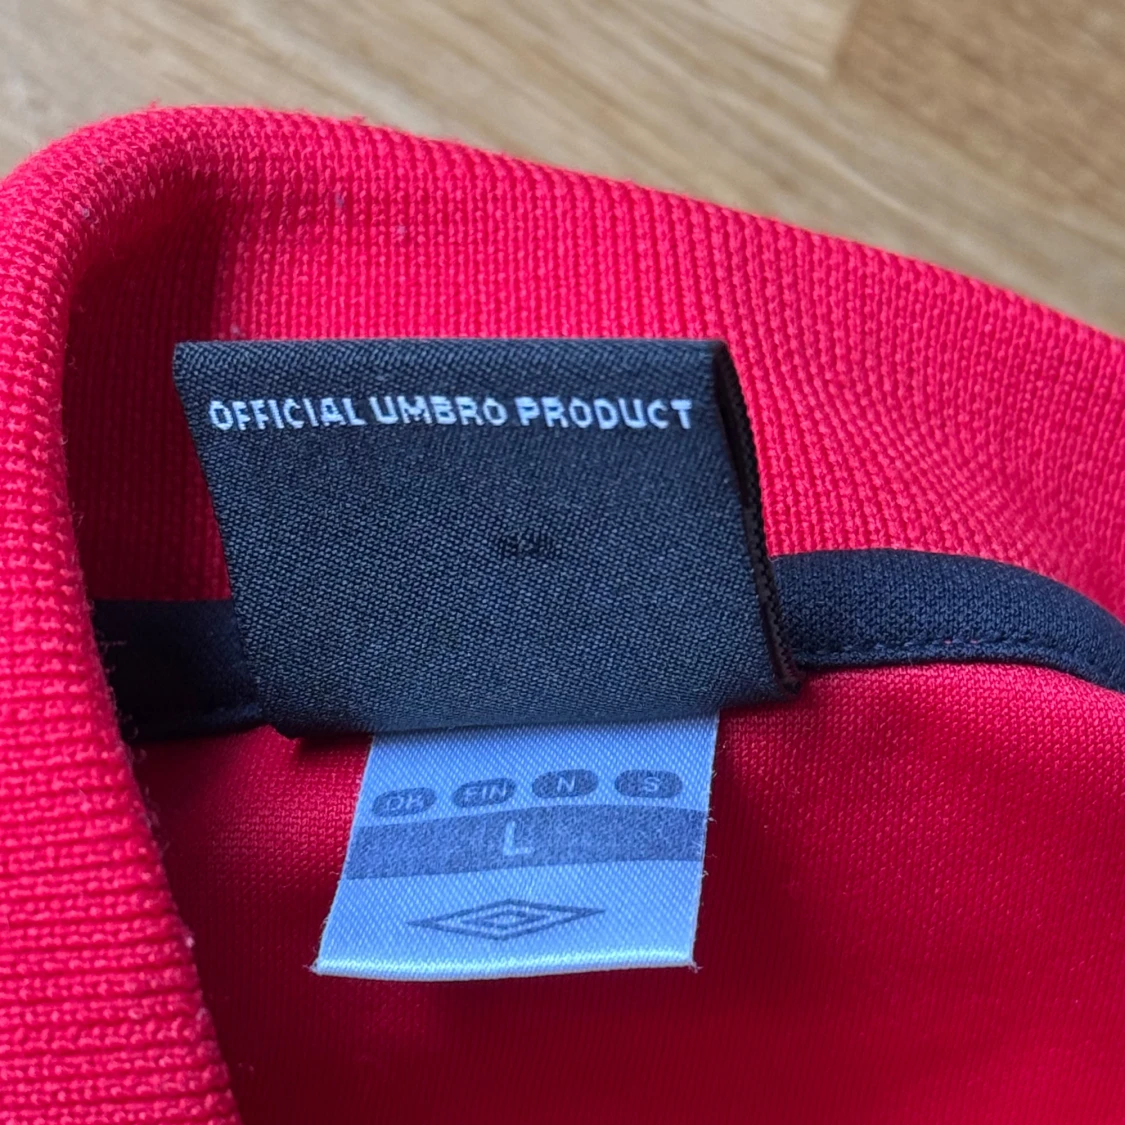 OFFICIAL UMBRO PRODUCT
DK FIN N S
L